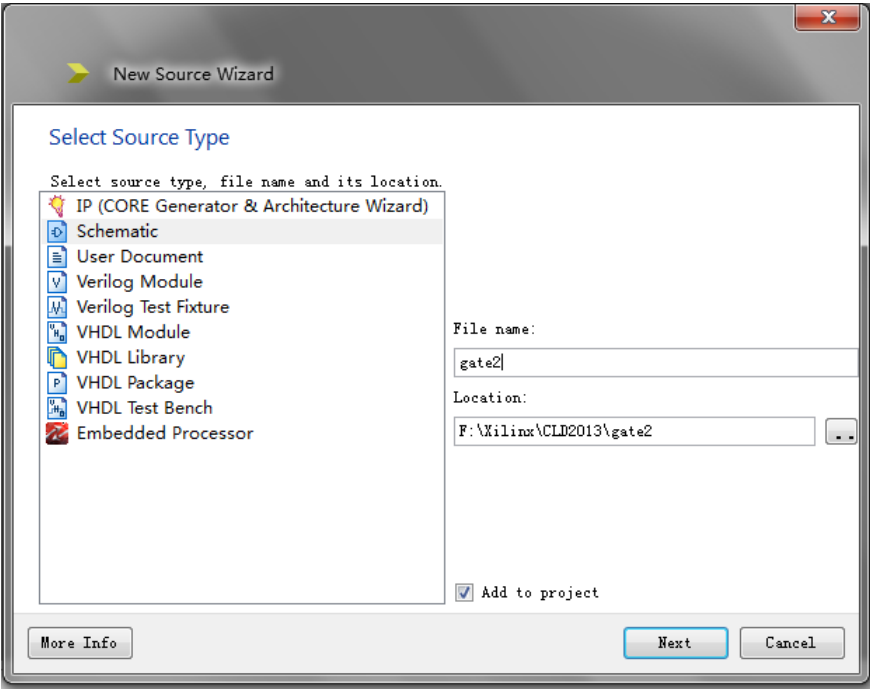 New Source Wizard
Select Source Type
Select source type, file name and its location.
IP (CORE Generator & Architecture Wizard)
Schematic
User Document
Verilog Module
Verilog Test Fixture
VHDL Module
VHDL Library
VHDL Package
VHDL Test Bench
Embedded Processor
File name:
gate2
Location:
F:\Xilinx\CLD2013\gate2
..
Add to project
More Info
Next
Cancel